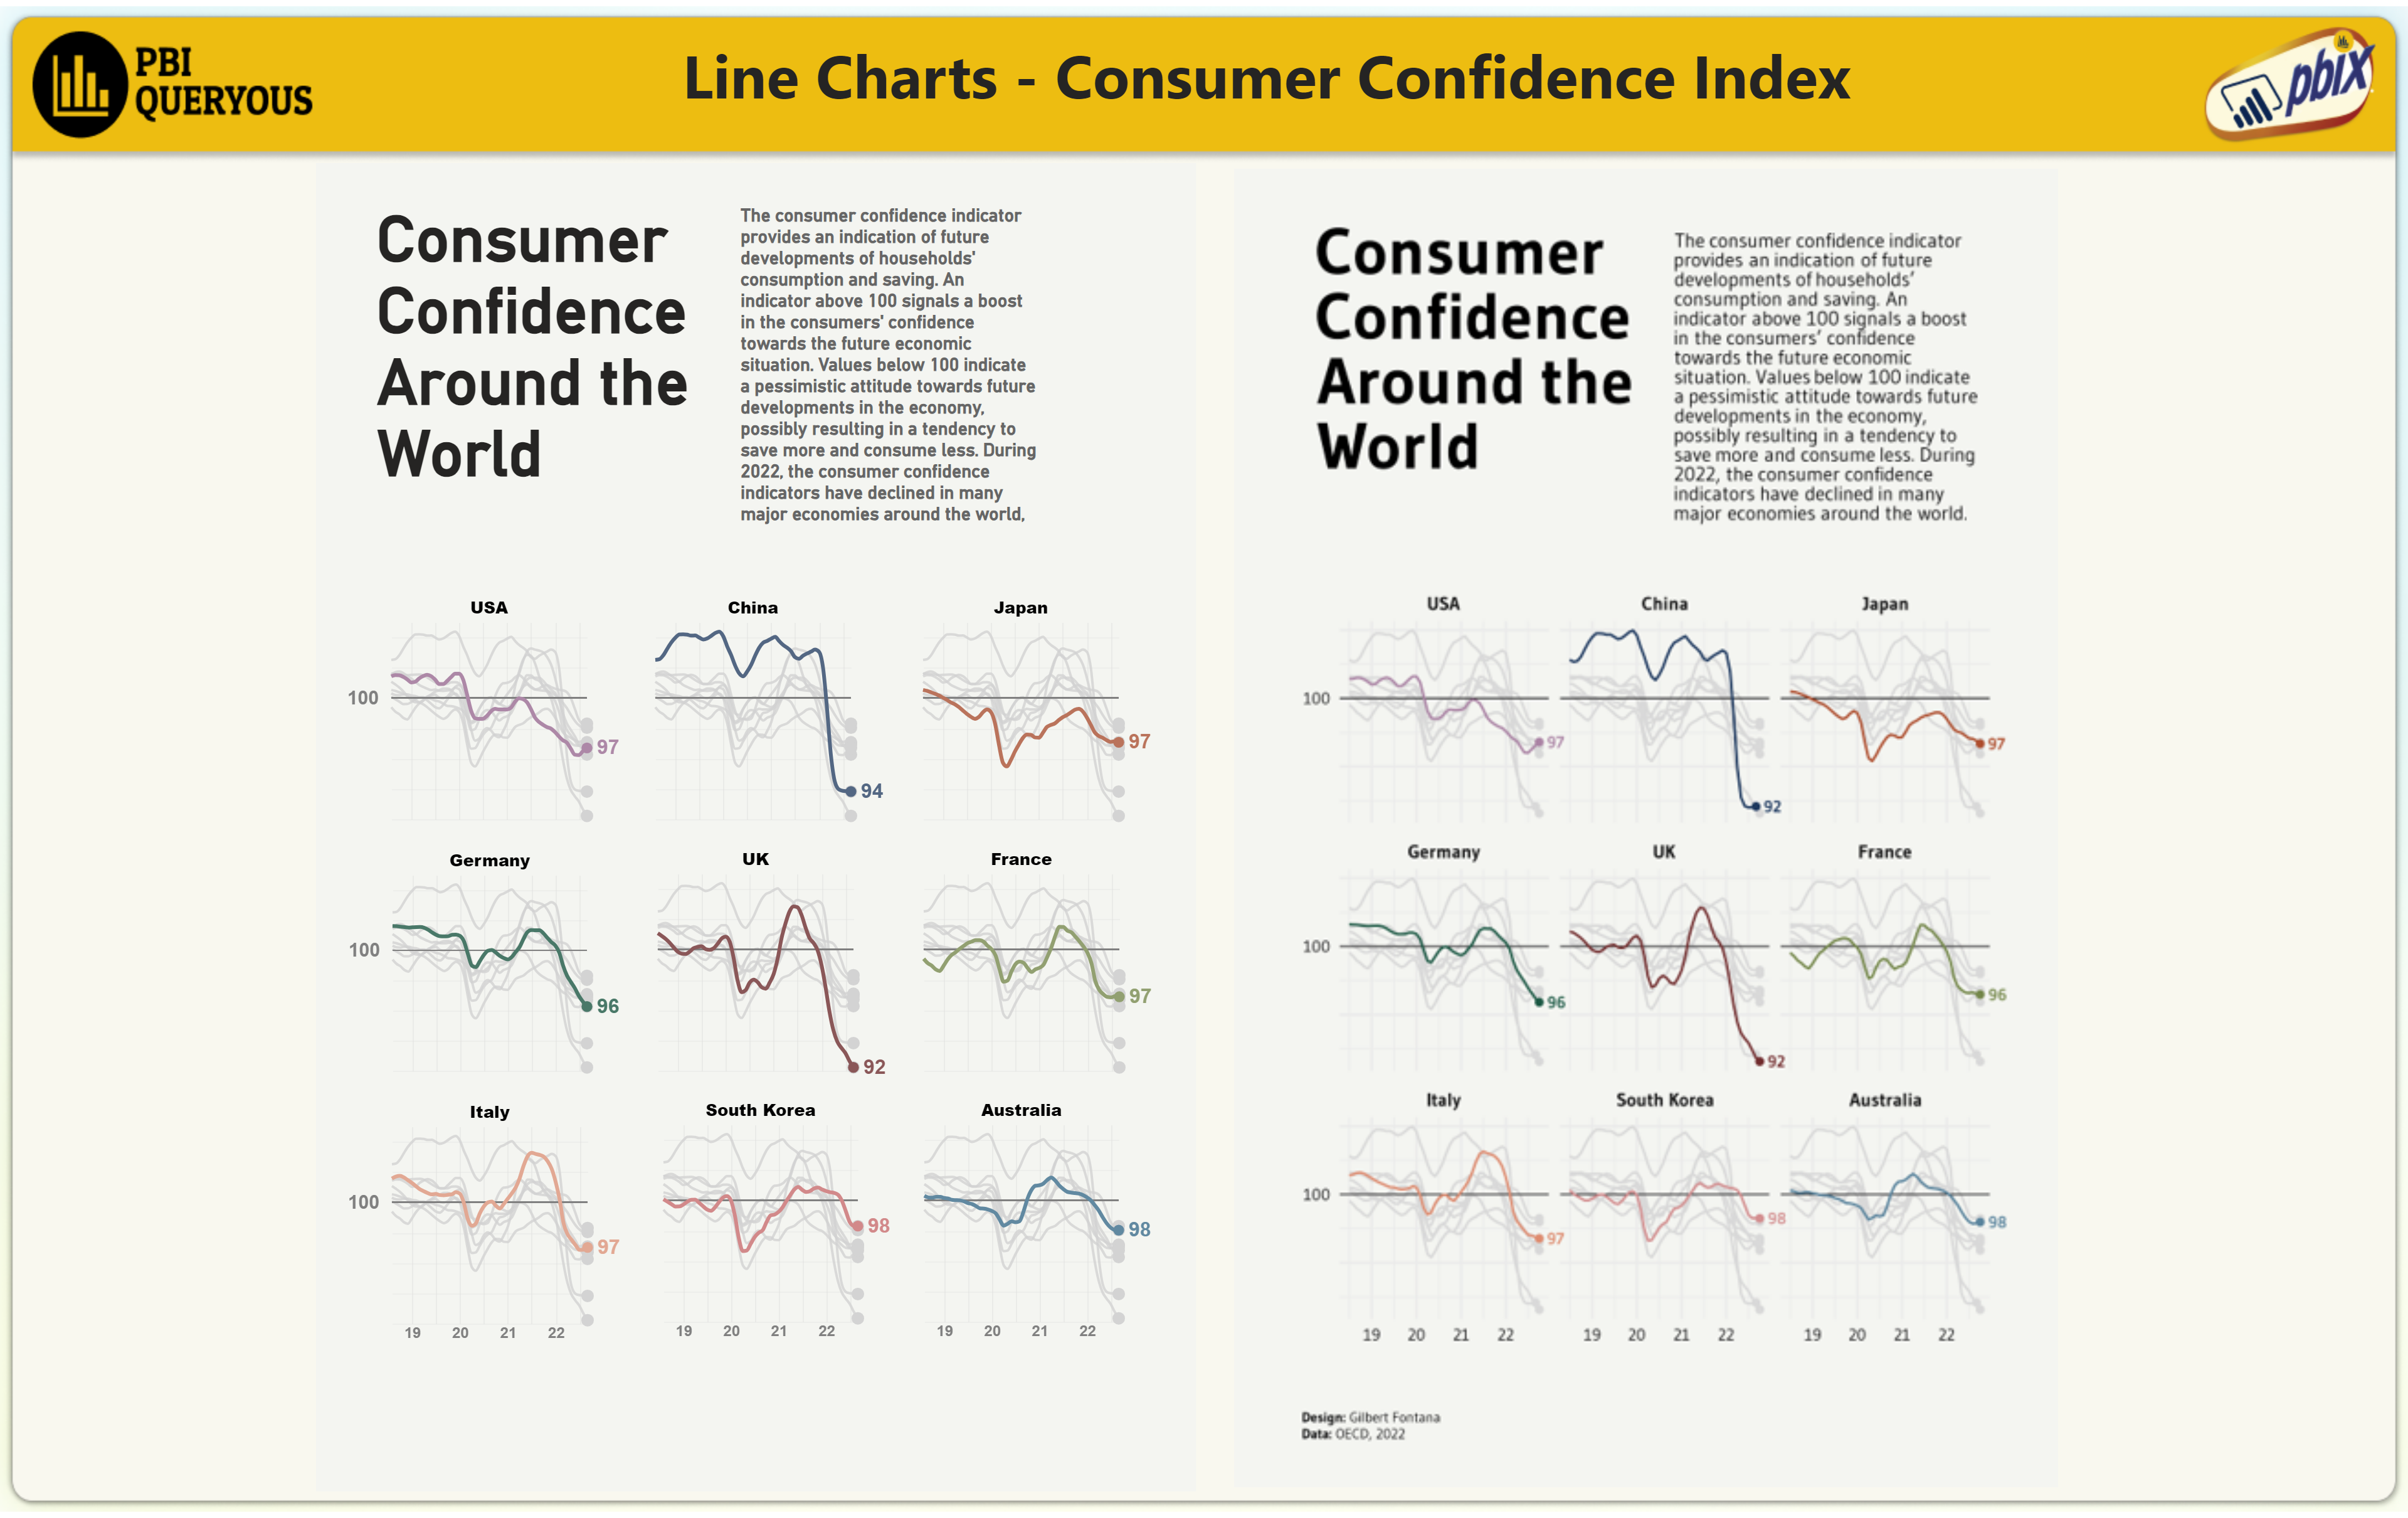 PBI
QUERYOUS
Line Charts - Consumer Confidence Index
pbix
Consumer
Confidence
Around the
World
The consumer confidence indicator
provides an indication of future
developments of households'
consumption and saving. An
indicator above 100 signals a boost
in the consumers' confidence
towards the future economic
situation. Values below 100 indicate
a pessimistic attitude towards future
developments in the economy,
possibly resulting in a tendency to
save more and consume less. During
2022, the consumer confidence
indicators have declined in many
major economies around the world,
USA China Japan
100
97 94 97
Germany UK France
100
96 92 97
Italy South Korea Australia
100
97 98 98
19 20 21 22 19 20 21 22 19 20 21 22
Consumer
Confidence
Around the
World
The consumer confidence indicator
provides an indication of future
developments of households’
consumption and saving. An
indicator above 100 signals a boost
in the consumers’ confidence
towards the future economic
situation. Values below 100 indicate
a pessimistic attitude towards future
developments in the economy,
possibly resulting in a tendency to
save more and consume less. During
2022, the consumer confidence
indicators have declined in many
major economies around the world.
USA China Japan
100
97 92 97
Germany UK France
100
96 92 96
Italy South Korea Australia
100
97 98 98
19 20 21 22 19 20 21 22 19 20 21 22
Design: Gilbert Fontana
Data: OECD, 2022